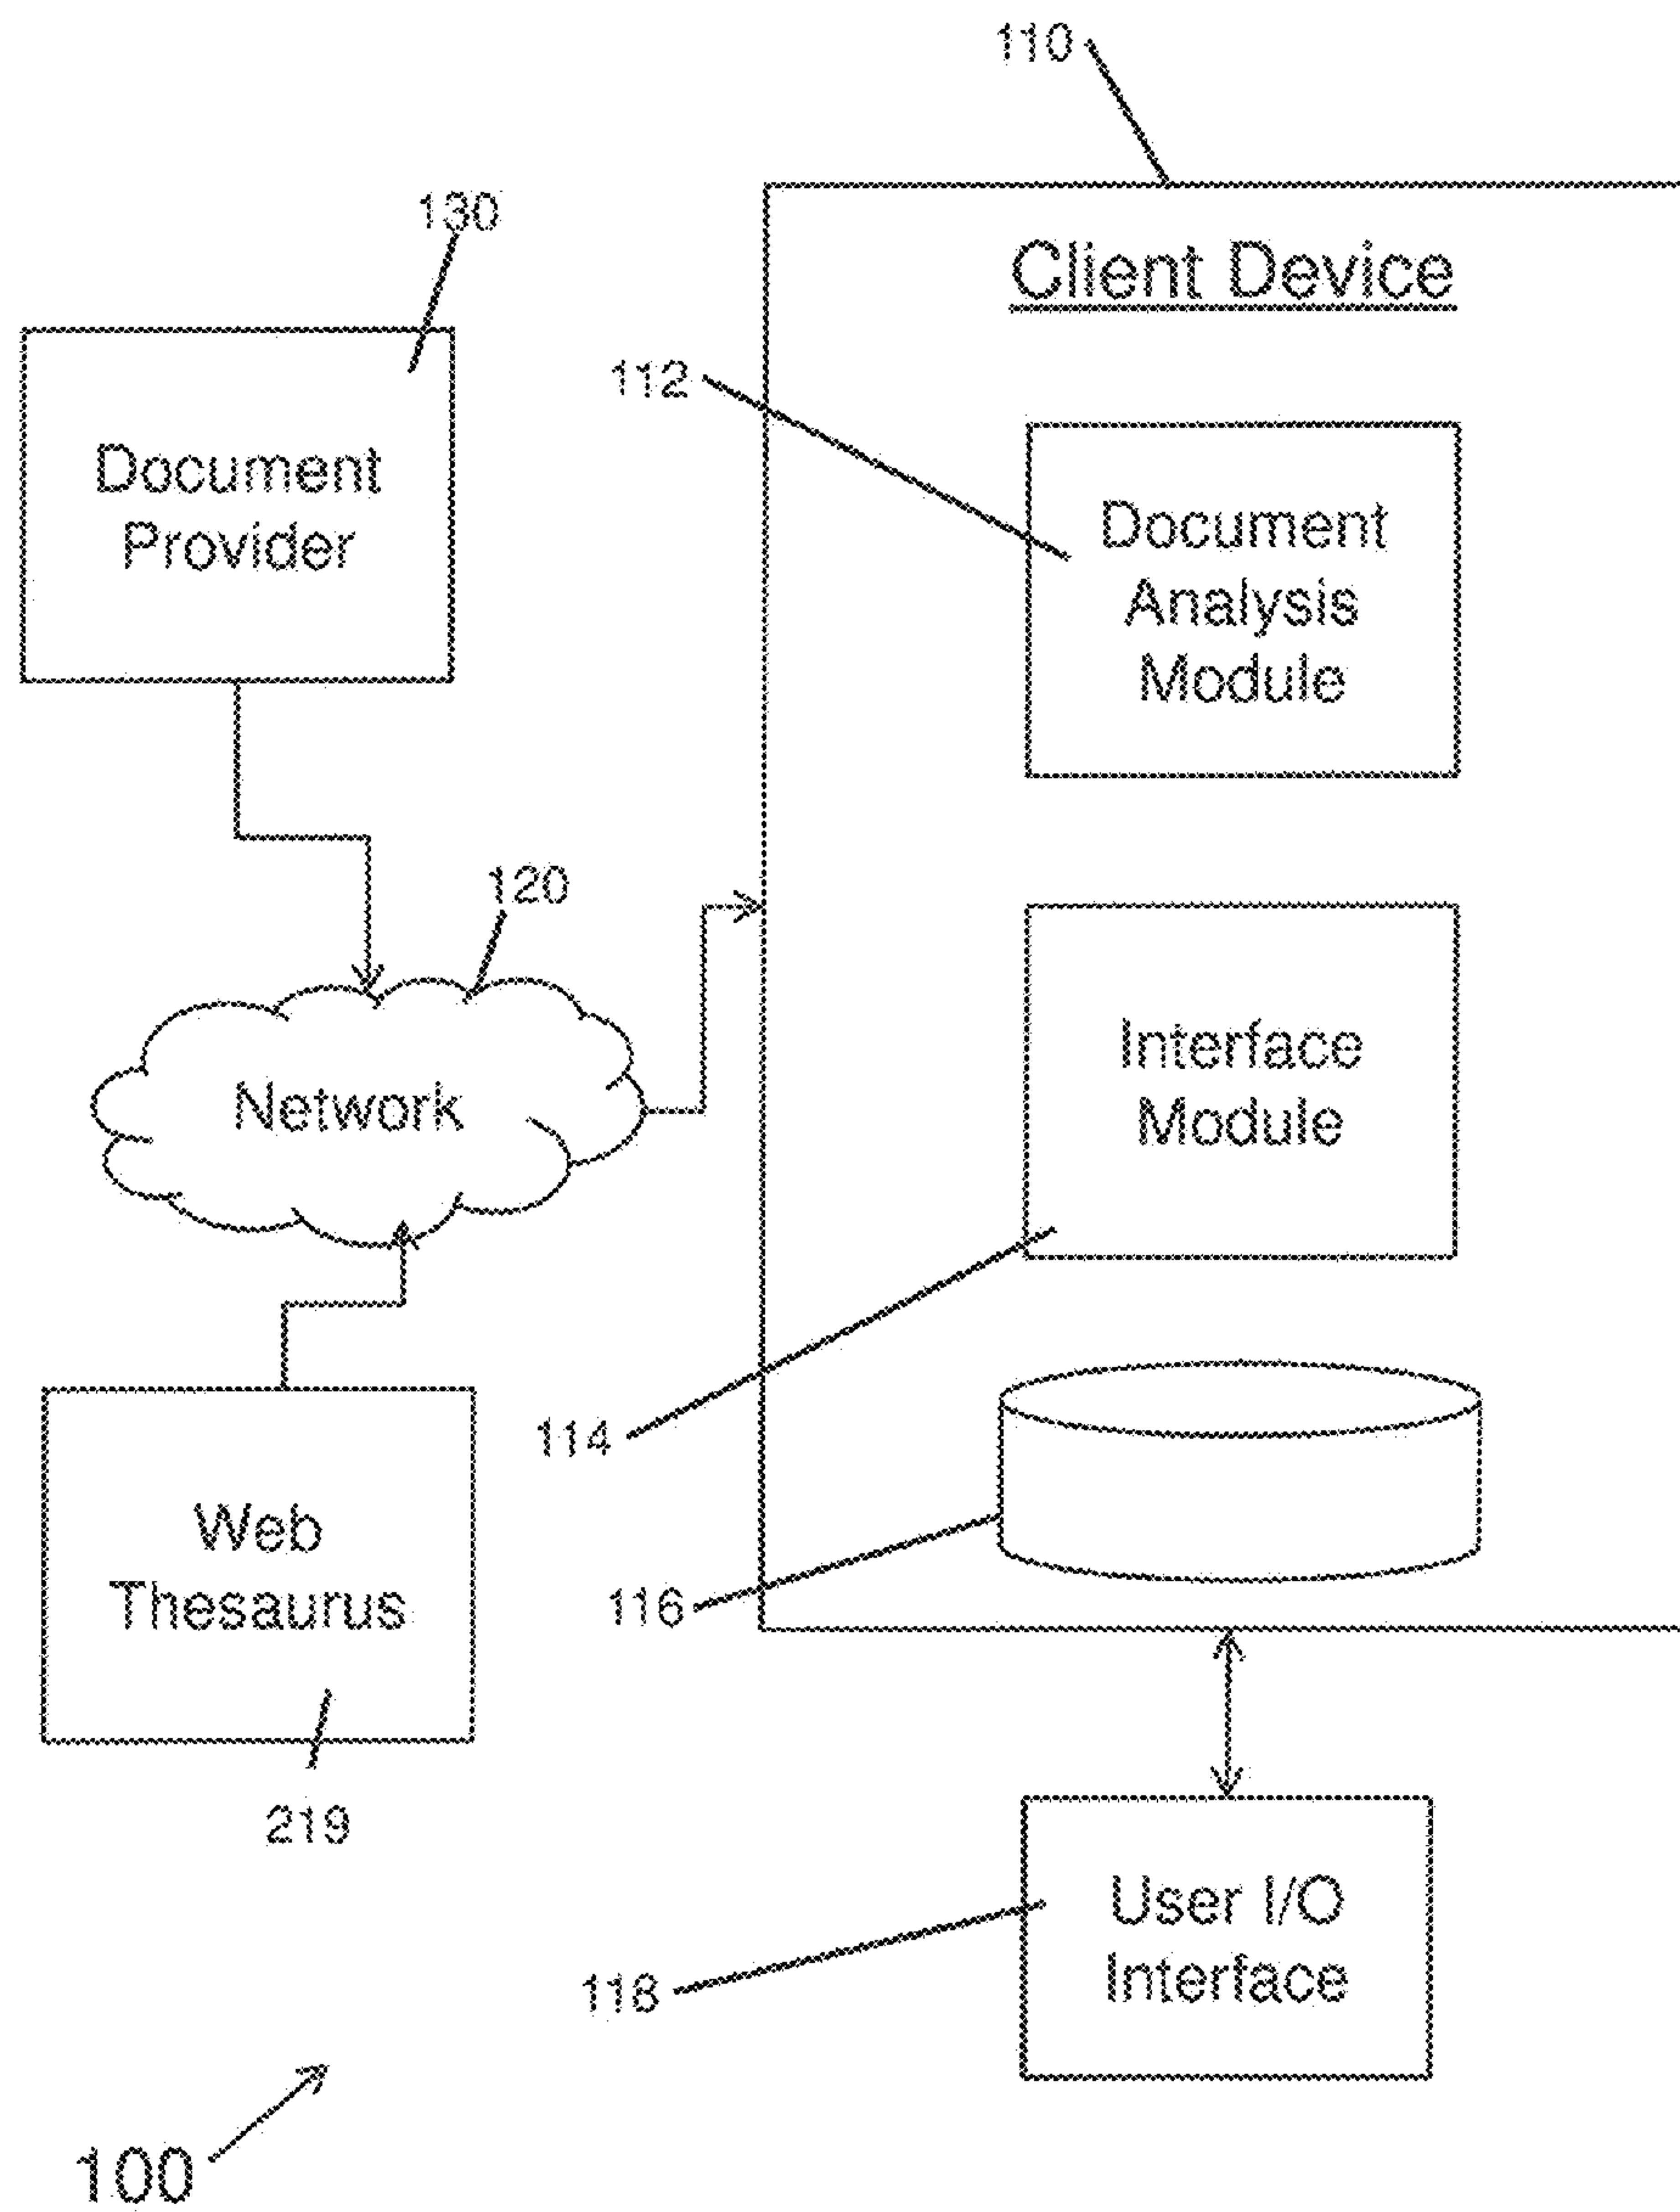 110
130
Client Device
112
Document
Provider
Document
Analysis
Module
120
Network
Interface
Module
114
Web
Thesaurus
116
219
User I/O
Interface
118
100